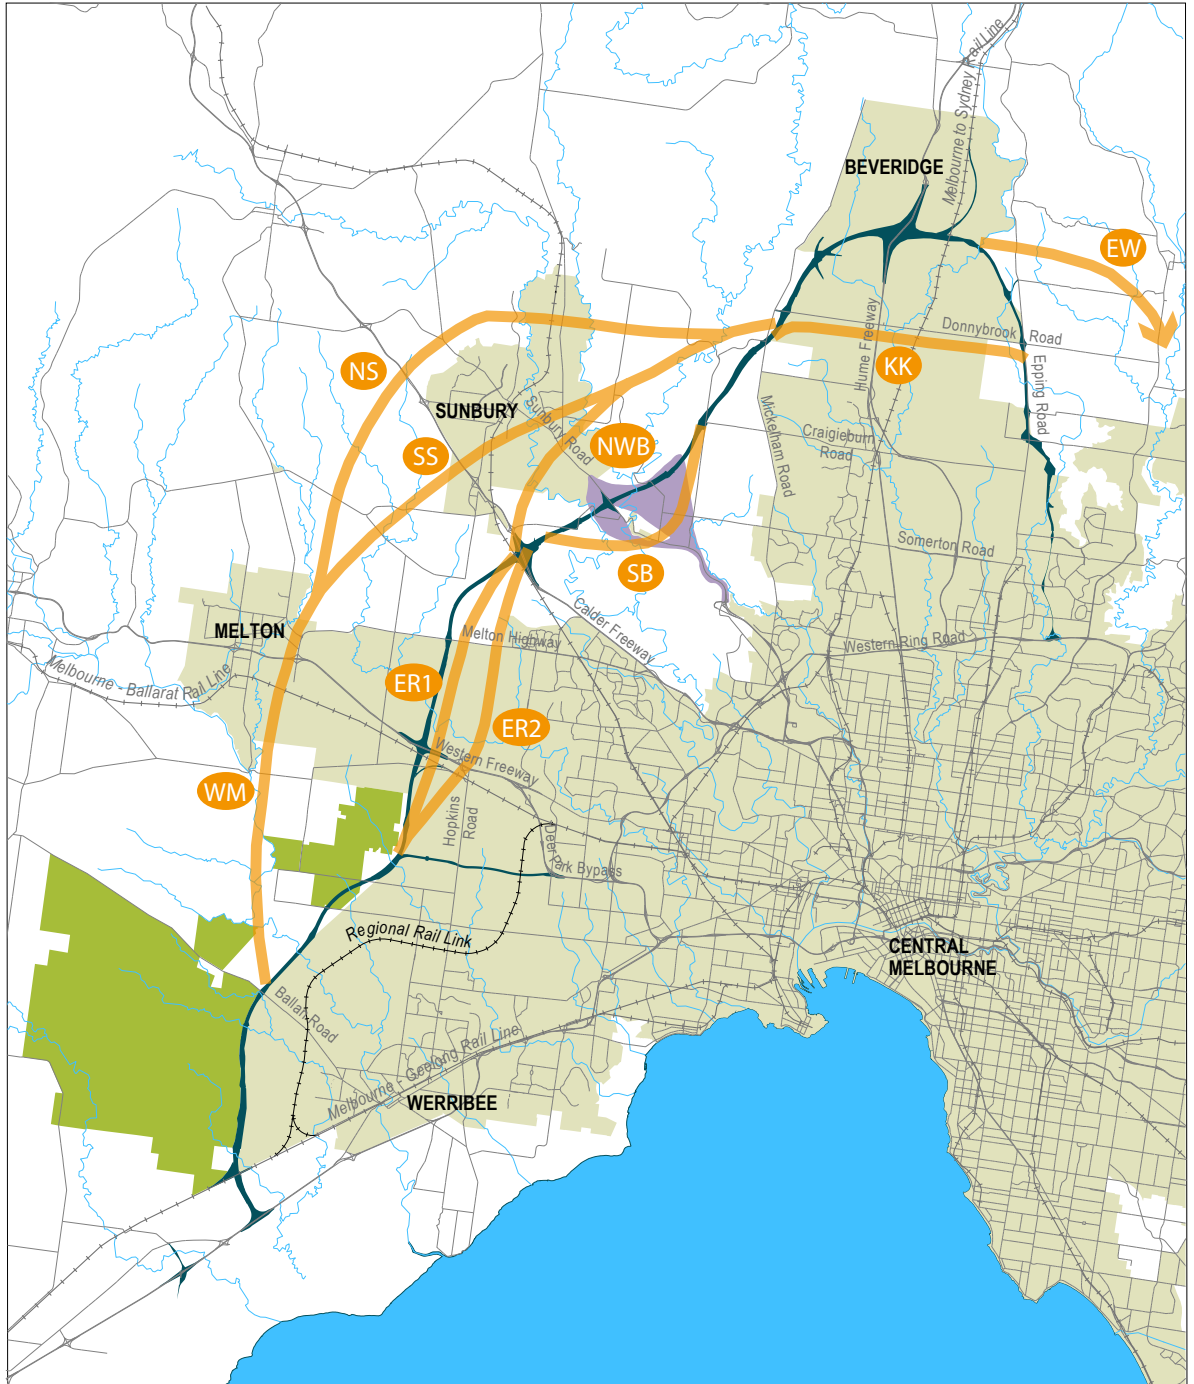 Melbourne to Sydney Rail Line
BEVERIDGE
EW
Donnybrook Road
Hume Freeway
KK
Epping Road
NS
SUNBURY
Sunbury Road
Mickelham Road
Craigieburn
Road
SS
NWB
Somerton Road
SB
Calder Freeway
MELTON
Melton Highway
Western Ring Road
Melbourne - Ballarat Rail Line
ER1
ER2
Western Freeway
WM
Hopkins
Road
Deer Park Bypass
Regional Rail Link
CENTRAL
MELBOURNE
Ballan Road
Melbourne - Geelong Rail Line
WERRIBEE